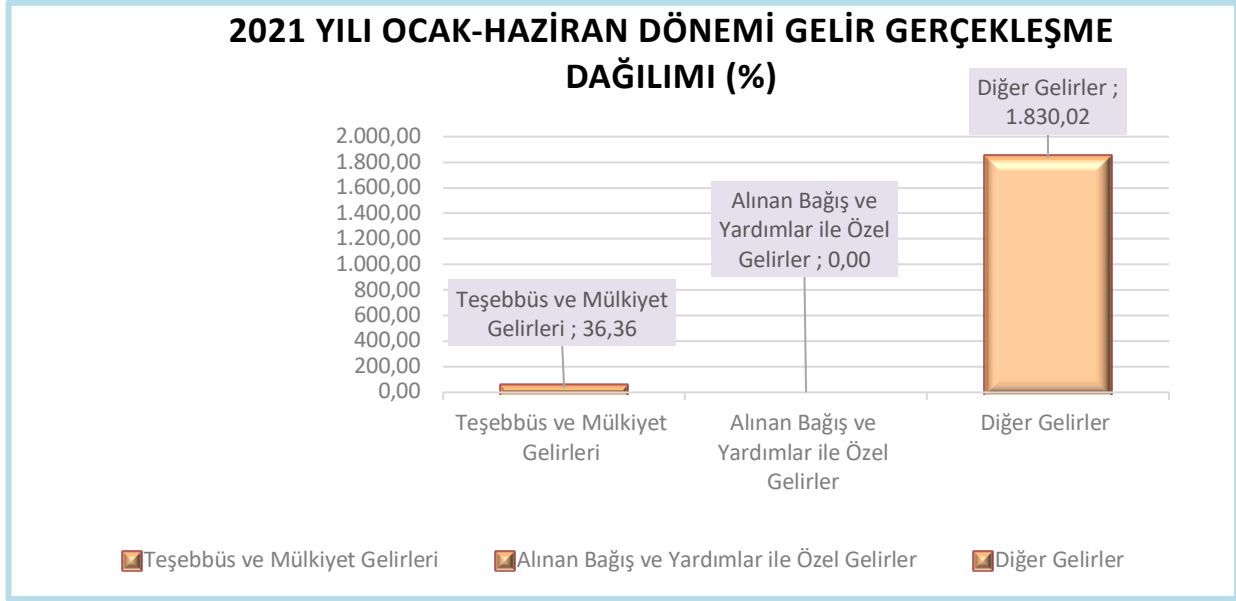 2021 YILI OCAK-HAZİRAN DÖNEMİ GELİR GERÇEKLEŞME
DAĞILIMI (%)
Diğer Gelirler ;
1.830,02
2.000,00
1.800,00
1.600,00
1.400,00
1.200,00
1.000,00
800,00
600,00
400,00
200,00
0,00
Alınan Bağış ve
Yardımlar ile Özel
Gelirler ; 0,00
Teşebbüs ve Mülkiyet
Gelirleri ; 36,36
Teşebbüs ve Mülkiyet
Gelirleri
Alınan Bağış ve
Yardımlar ile Özel
Gelirler
Diğer Gelirler
Teşebbüs ve Mülkiyet Gelirleri
Alınan Bağış ve Yardımlar ile Özel Gelirler
Diğer Gelirler